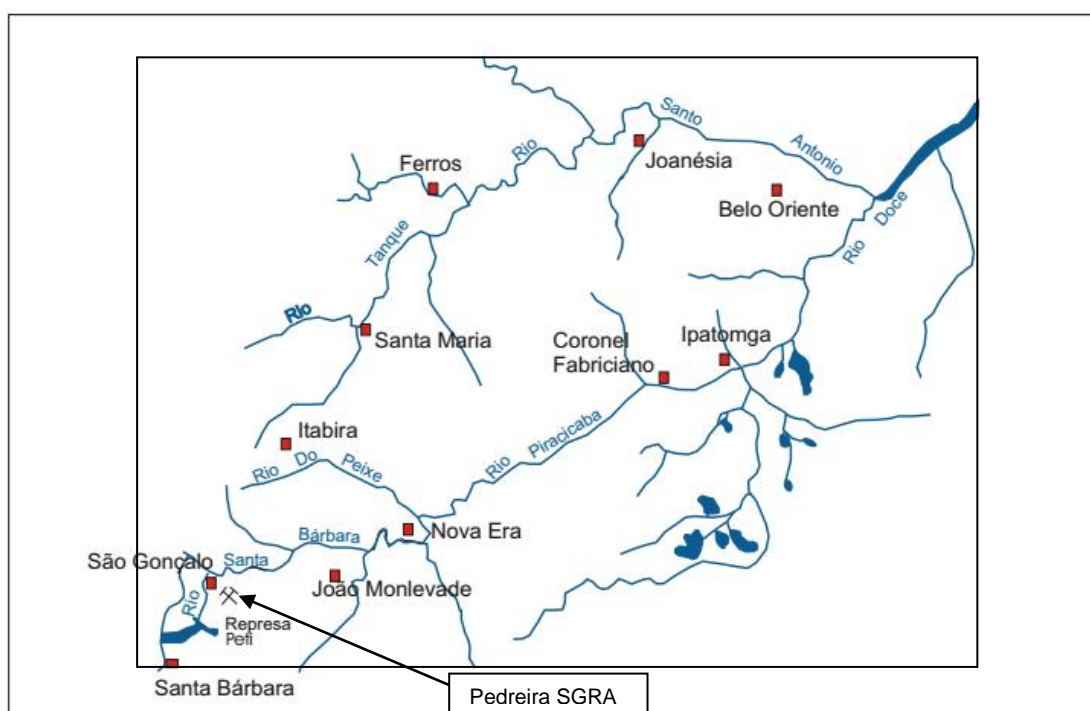 Santo
Antonio
Rio
Joanésia
Ferros
Belo Oriente
Rio Doce
Tanque
Rio
Santa Maria
Coronel
Fabriciano
Ipatomga
Itabira
Rio Do Peixe
Rio Piracicaba
Nova Era
Bárbara
Santa
São Gonçalo
João Monlevade
Rio
Represa
Peti
Santa Bárbara
Pedreira SGRA